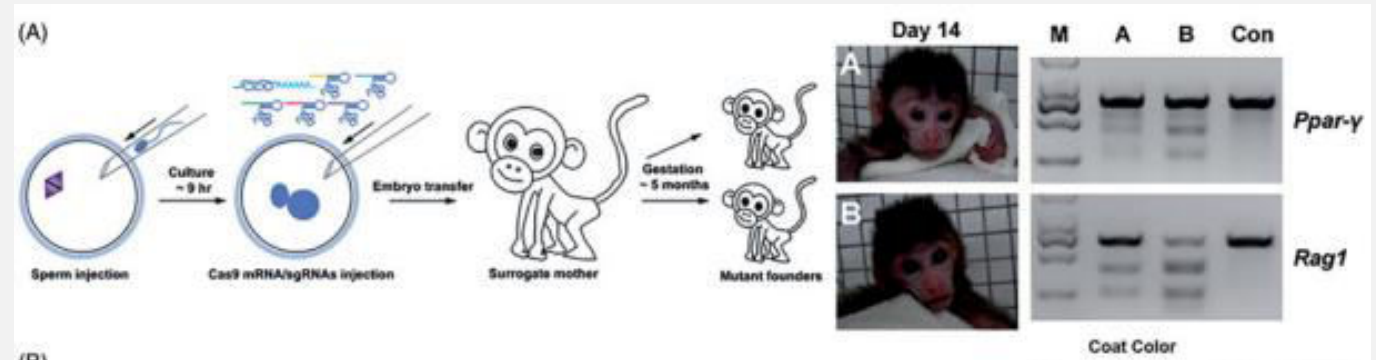 (A)
Sperm injection
Culture
~ 9 hr
Cas9 mRNA/sgRNAs injection
Embryo transfer
Surrogate mother
Gestation
~ 5 months
Mutant founders
Day 14
A
B
M A B Con
Ppar-γ
Rag1
Coat Color